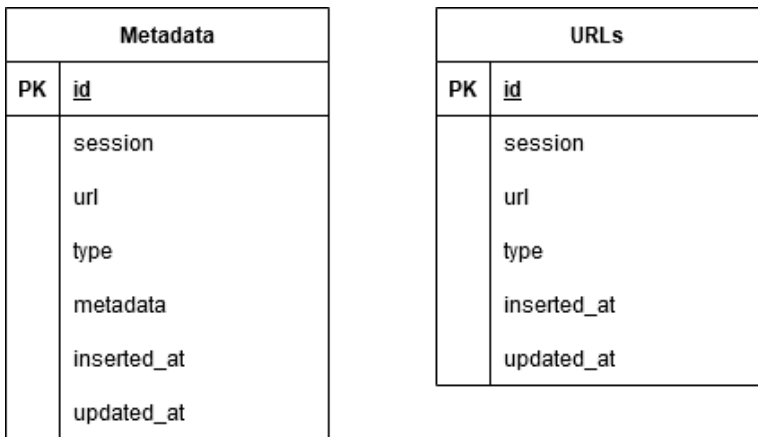 Metadata
PK id
session
url
type
metadata
inserted_at
updated_at
URLs
PK id
session
url
type
inserted_at
updated_at